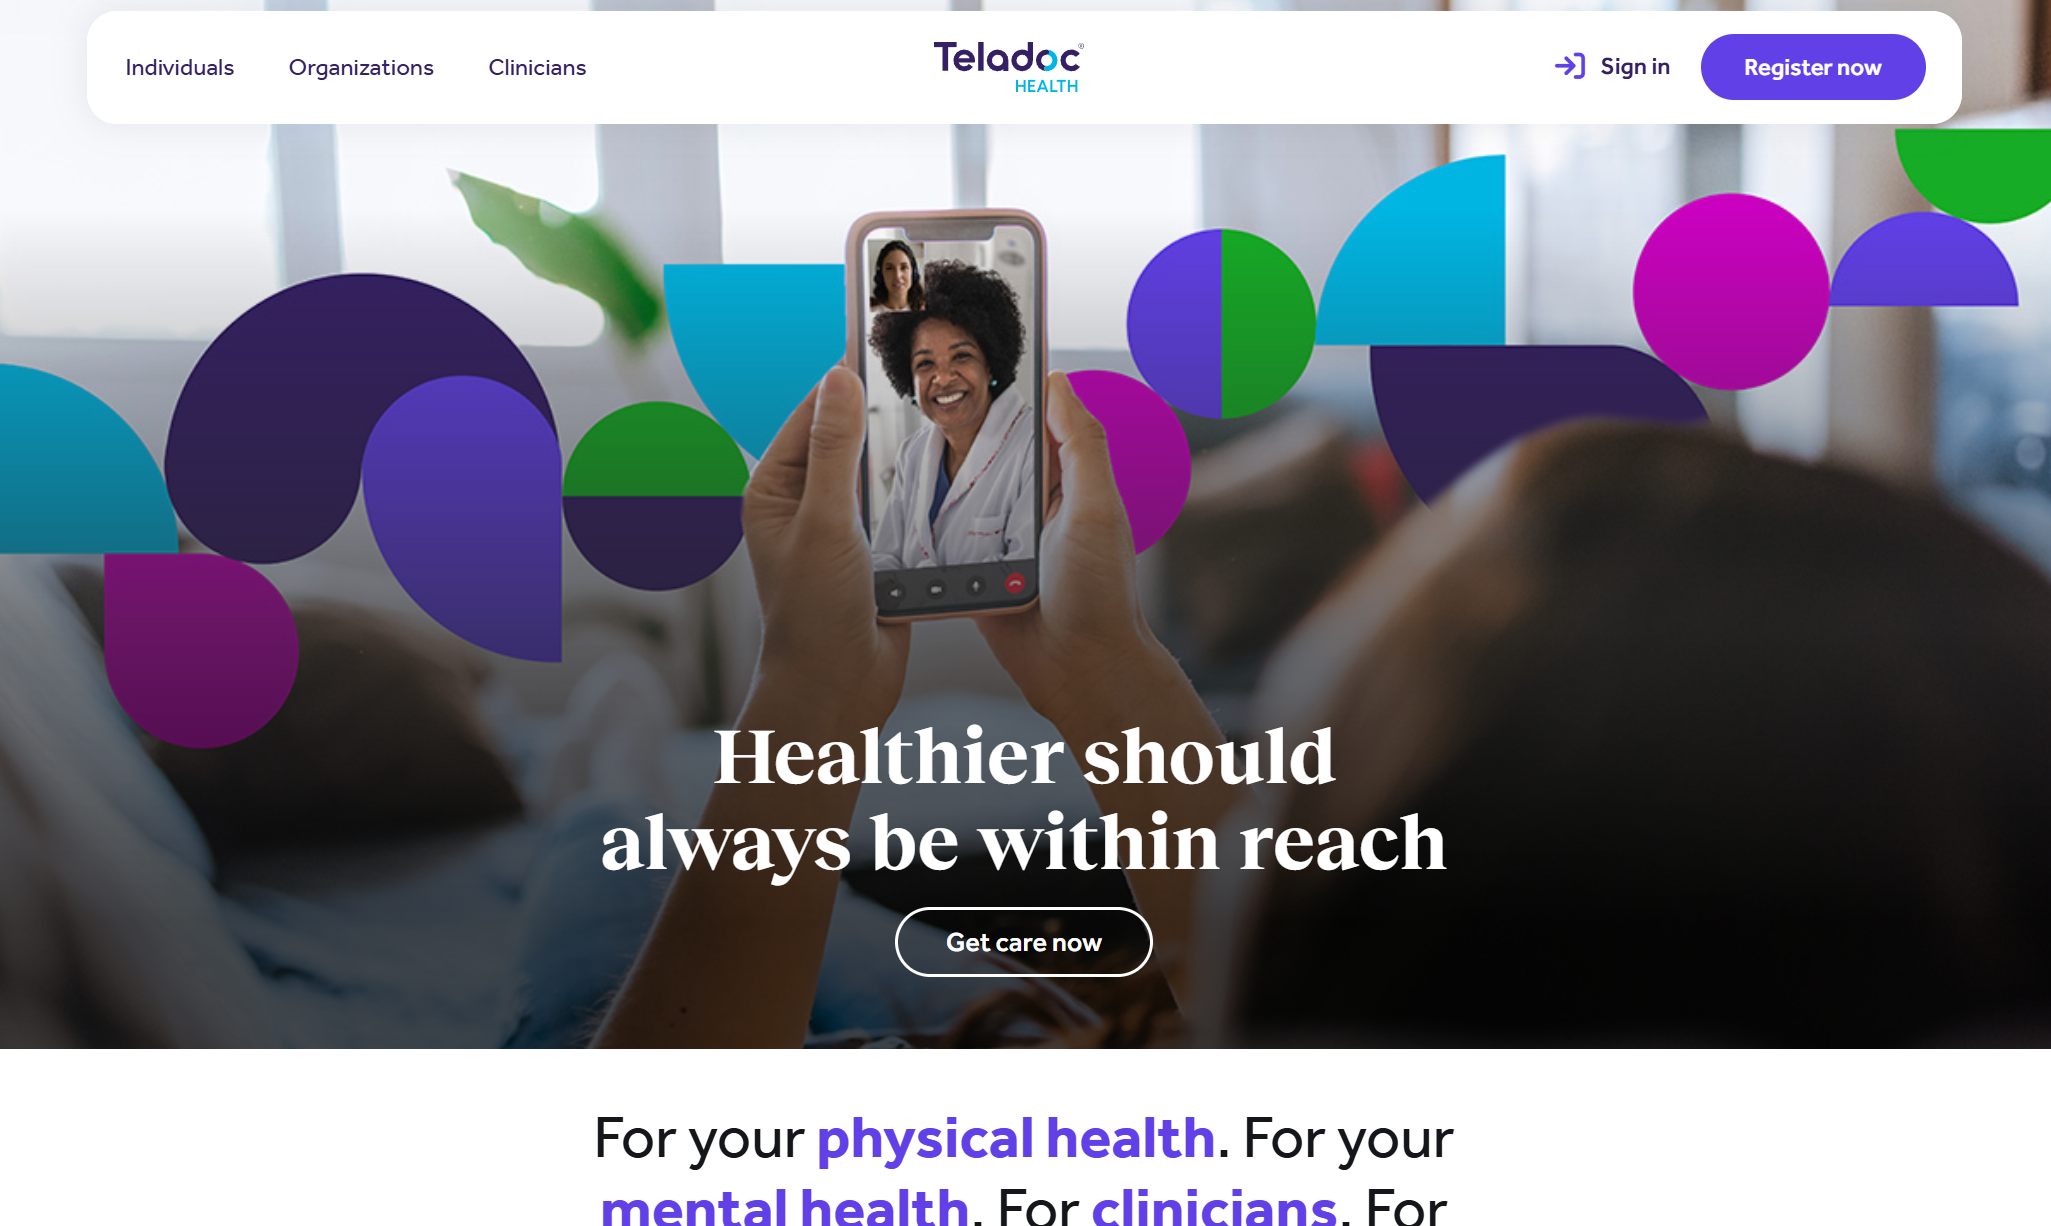 Individuals
Organizations
Clinicians
Teladoc®
HEALTH
Sign in
Register now
Healthier should
always be within reach
Get care now
For your physical health. For your
mental health. For clinicians. For